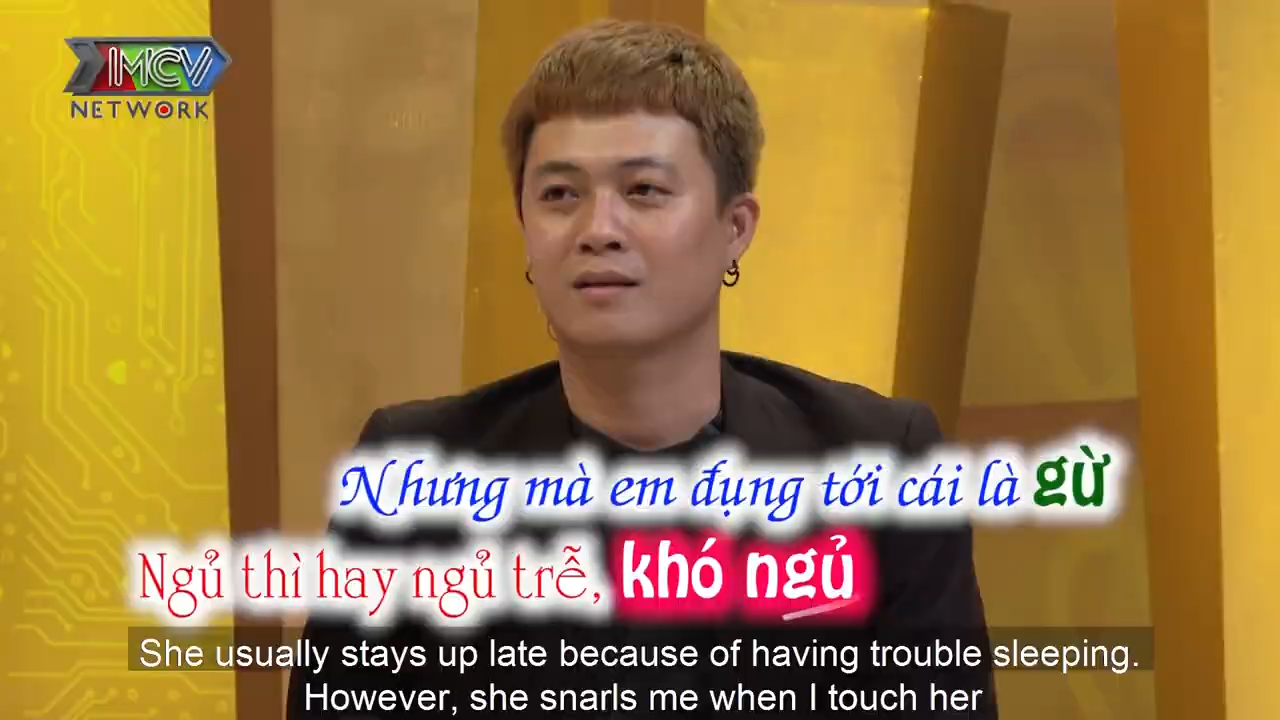 MCV
NETWORK
Nhưng mà em đụng tới cái là gừ
Ngủ thì hay ngủ trễ, khó ngủ
She usually stays up late because of having trouble sleeping.
However, she snarls me when I touch her